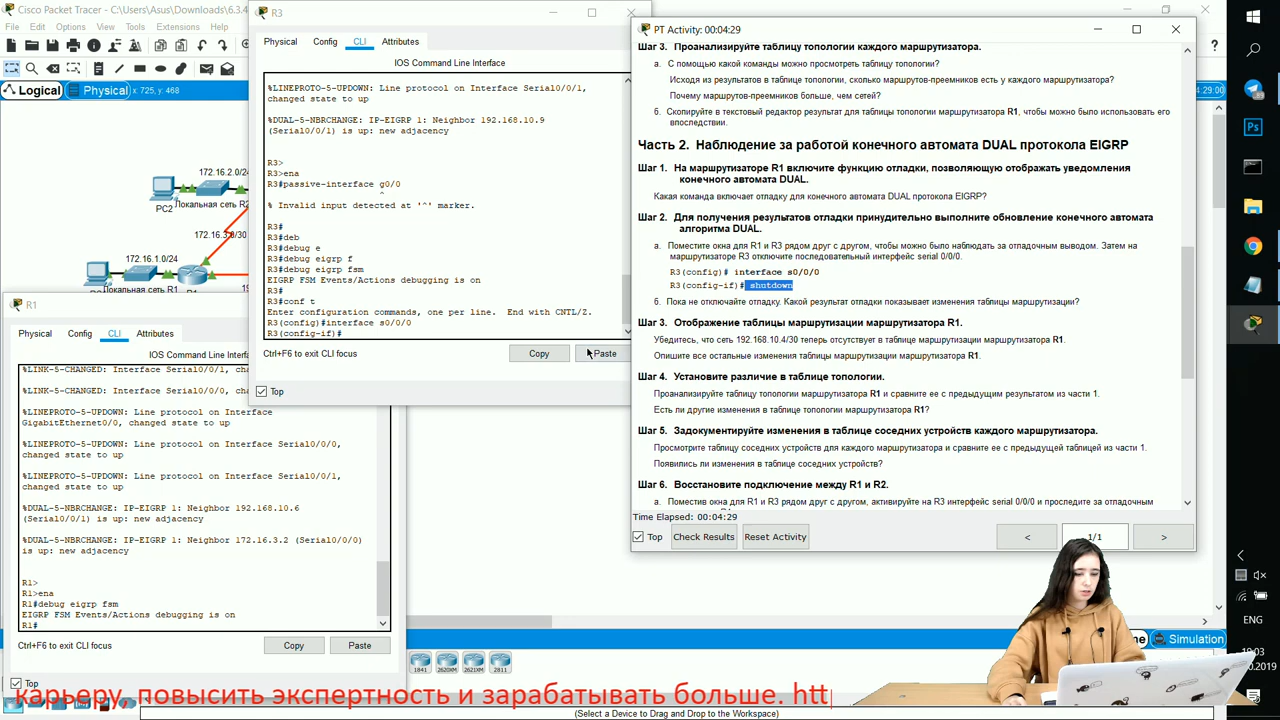 Cisco Packet Tracer - C:\Users\Asus\Downloads\6.3.4
File Edit Options View Tools Extensions Help
Logical Physical x: 725, y: 468
172.16.2.0/24
PC2
Локальная сеть R2
172.16.3.0/30
172.16.1.0/24
PC1
R1
Локальная сеть R1
R3
Physical Config CLI Attributes
IOS Command Line Interface
%LINEPROTO-5-UPDOWN: Line protocol on Interface Serial0/0/1,
changed state to up
%DUAL-5-NBRCHANGE: IP-EIGRP 1: Neighbor 192.168.10.9
(Serial0/0/1) is up: new adjacency
R3>
R3>ena
R3#passive-interface g0/0
^
% Invalid input detected at '^' marker.
R3#
R3#deb
R3#debug e
R3#debug eigrp f
R3#debug eigrp fsm
EIGRP FSM Events/Actions debugging is on
R3#conf t
Enter configuration commands, one per line. End with CNTL/Z.
R3(config)#interface s0/0/0
R3(config-if)#
Ctrl+F6 to exit CLI focus
Copy
Paste
Top
R1
Physical Config CLI Attributes
IOS Command Line Interfa
%LINK-5-CHANGED: Interface Serial0/0/1, cha
%LINK-5-CHANGED: Interface Serial0/0/0, cha
%LINEPROTO-5-UPDOWN: Line protocol on Interface
GigabitEthernet0/0, changed state to up
%LINEPROTO-5-UPDOWN: Line protocol on Interface Serial0/0/0,
changed state to up
%LINEPROTO-5-UPDOWN: Line protocol on Interface Serial0/0/1,
changed state to up
%DUAL-5-NBRCHANGE: IP-EIGRP 1: Neighbor 192.168.10.6
(Serial0/0/1) is up: new adjacency
%DUAL-5-NBRCHANGE: IP-EIGRP 1: Neighbor 172.16.3.2 (Serial0/0/0)
is up: new adjacency
R1>
R1>ena
R1#debug eigrp fsm
EIGRP FSM Events/Actions debugging is on
R1#
Ctrl+F6 to exit CLI focus
Copy
Paste
Top
PT Activity: 00:04:29
Шаг 3. Проанализируйте таблицу топологии каждого маршрутизатора.
a. С помощью какой команды можно просмотреть таблицу топологии?
Исходя из результатов в таблице топологии, сколько маршрутов-преемников есть у каждого маршрутизатора?
Почему маршрутов-преемников больше, чем сетей?
б. Скопируйте в текстовый редактор результат для таблицы топологии маршрутизатора R1, чтобы можно было использовать его
впоследствии.
Часть 2. Наблюдение за работой конечного автомата DUAL протокола EIGRP
Шаг 1. На маршрутизаторе R1 включите функцию отладки, позволяющую отображать уведомления
конечного автомата DUAL.
Какая команда включает отладку для конечного автомата DUAL протокола EIGRP?
Шаг 2. Для получения результатов отладки принудительно выполните обновление конечного автомата
алгоритма DUAL.
a. Поместите окна для R1 и R3 рядом друг с другом, чтобы можно было наблюдать за отладочным выводом. Затем на
маршрутизаторе R3 отключите последовательный интерфейс serial 0/0/0.
R3(config)# interface s0/0/0
R3(config-if)# shutdown
б. Пока не отключайте отладку. Какой результат отладки показывает изменения таблицы маршрутизации?
Шаг 3. Отображение таблицы маршрутизации маршрутизатора R1.
Убедитесь, что сеть 192.168.10.4/30 теперь отсутствует в таблице маршрутизации маршрутизатора R1.
Опишите все остальные изменения таблицы маршрутизации маршрутизатора R1.
Шаг 4. Установите различие в таблице топологии.
Проанализируйте таблицу топологии маршрутизатора R1 и сравните ее с предыдущим результатом из части 1.
Есть ли другие изменения в таблице топологии маршрутизатора R1?
Шаг 5. Задокументируйте изменения в таблице соседних устройств каждого маршрутизатора.
Просмотрите таблицу соседних устройств для каждого маршрутизатора и сравните ее с предыдущей таблицей из части 1.
Появились ли изменения в таблице соседних устройств?
Шаг 6. Восстановите подключение между R1 и R2.
a. Поместив окна для R1 и R3 рядом друг с другом, активируйте на R3 интерфейс serial 0/0/0 и проследите за отладочным
Time Elapsed: 00:04:29
Top
Check Results
Reset Activity
<
1/1
>
4:29:00
Simulation
1841 2620XM 2621XM 2811
(Select a Device to Drag and Drop to the Workspace)
ENG
19:03
.10.2019
карьеру, повысить экспертность и зарабатывать больше. htt